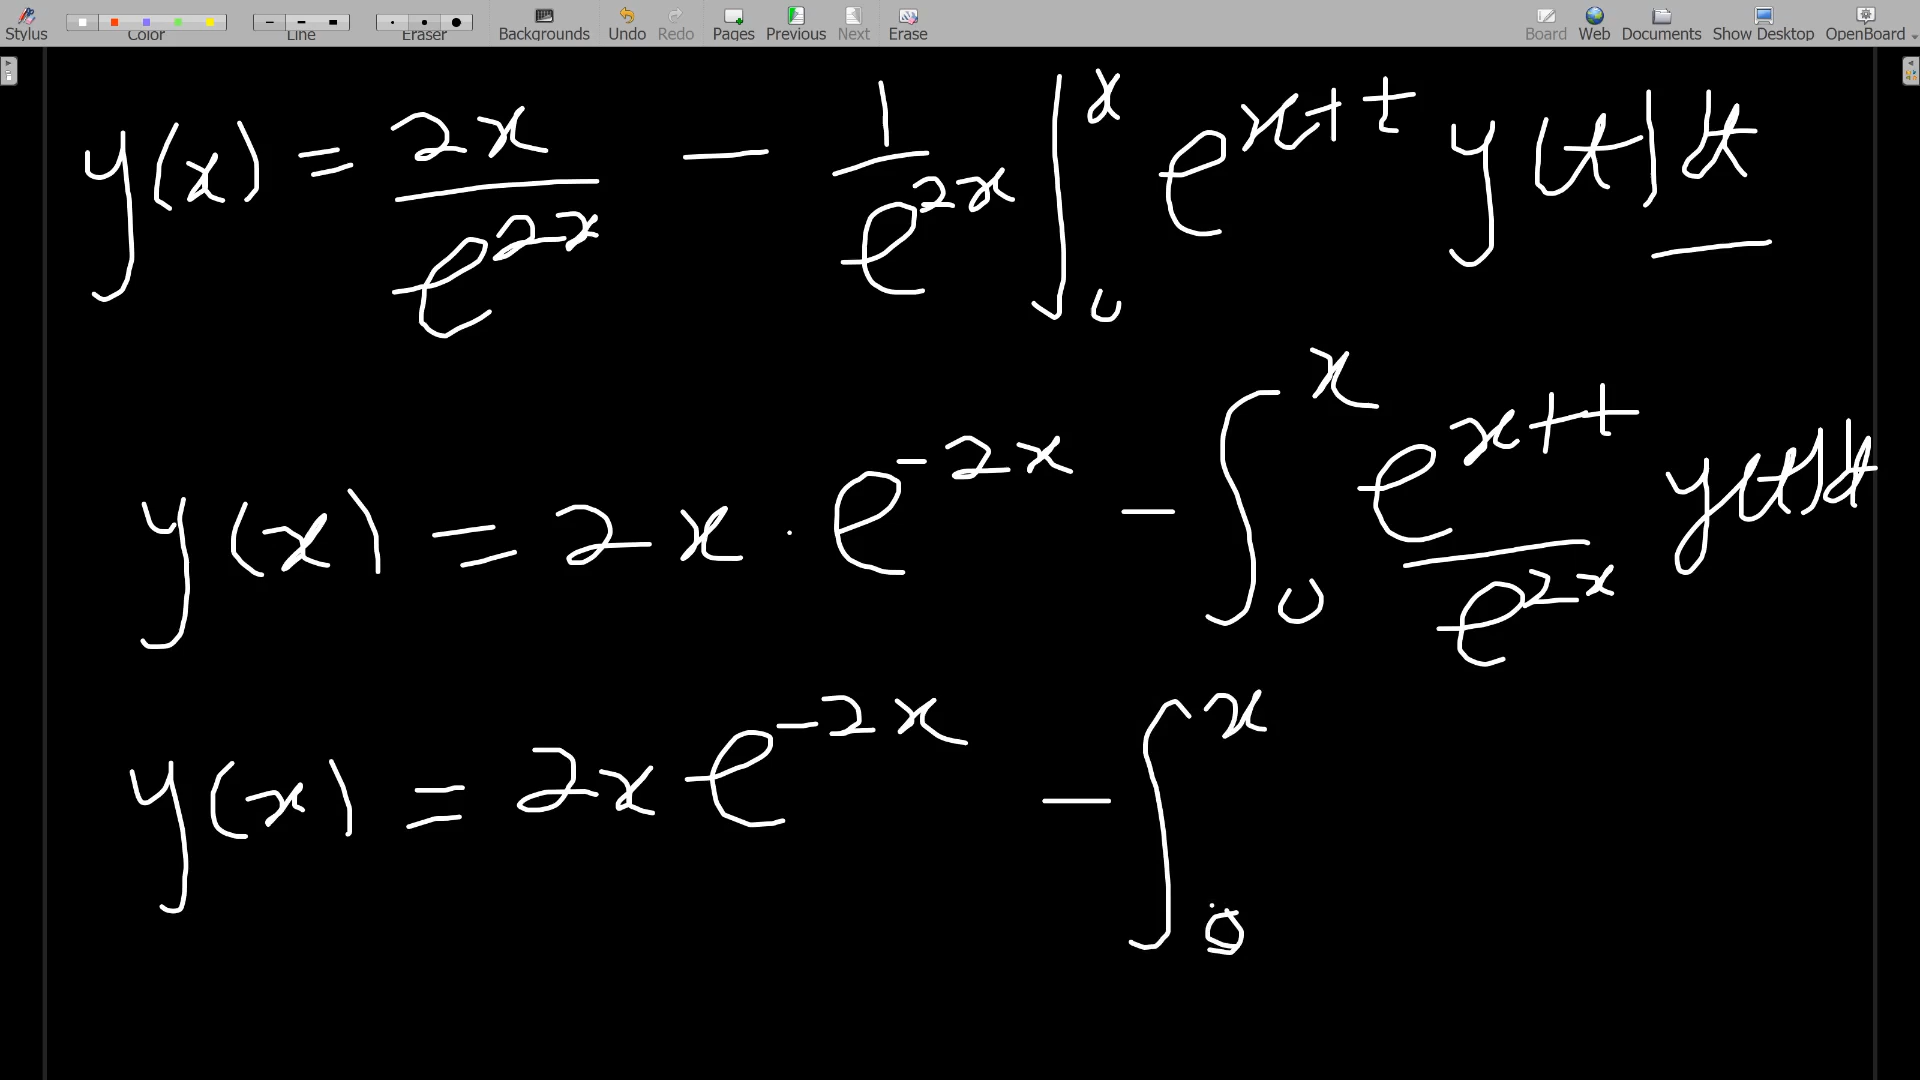 Stylus Color Line Eraser Backgrounds Undo Redo Pages Previous Next Erase Board Web Documents Show Desktop OpenBoard
y(x) = 2x/e^{2x} - 1/e^{2x} ∫_0^x e^{x+t} y(t) dt
y(x) = 2x · e^{-2x} - ∫_0^x e^{x+t}/e^{2x} y(t) dt
y(x) = 2x e^{-2x} - ∫_0^x